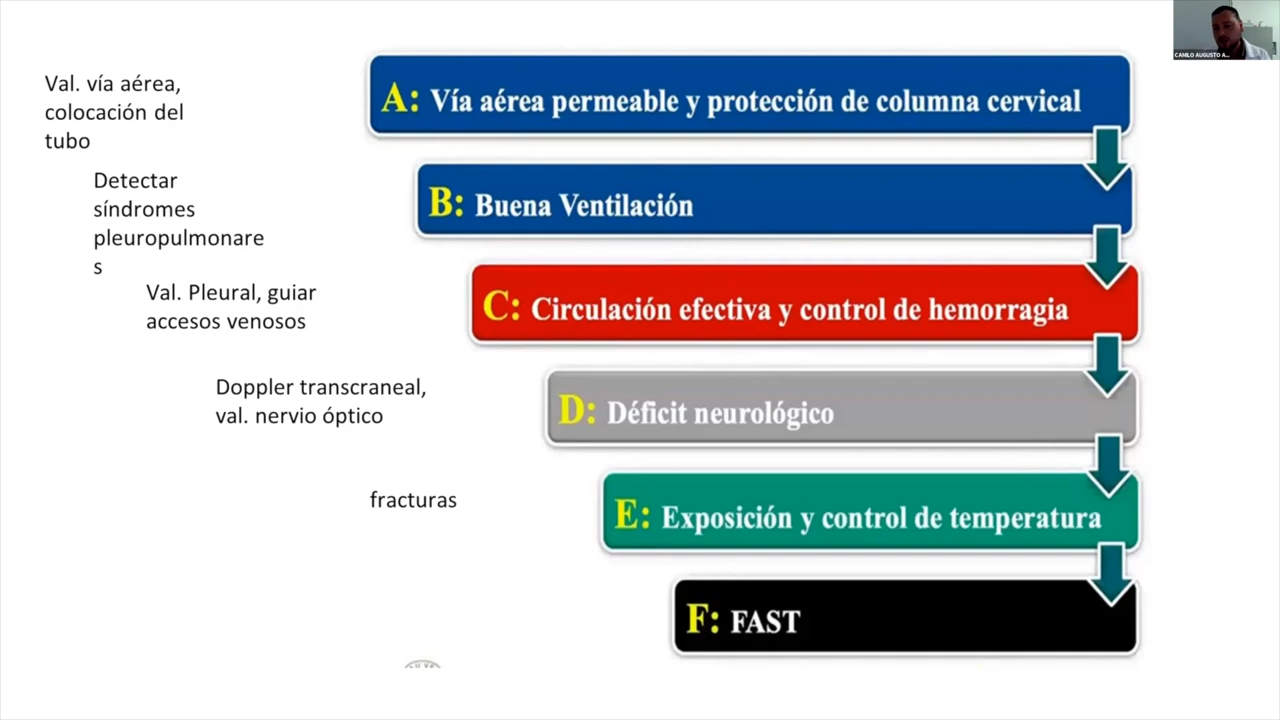 CAMILO AUGUSTO A...
Val. vía aérea,
colocación del
tubo
A: Vía aérea permeable y protección de columna cervical
Detectar
síndromes
pleuropulmonare
s
B: Buena Ventilación
Val. Pleural, guiar
accesos venosos
C: Circulación efectiva y control de hemorragia
Doppler transcraneal,
val. nervio óptico
D: Déficit neurológico
fracturas
E: Exposición y control de temperatura
F: FAST